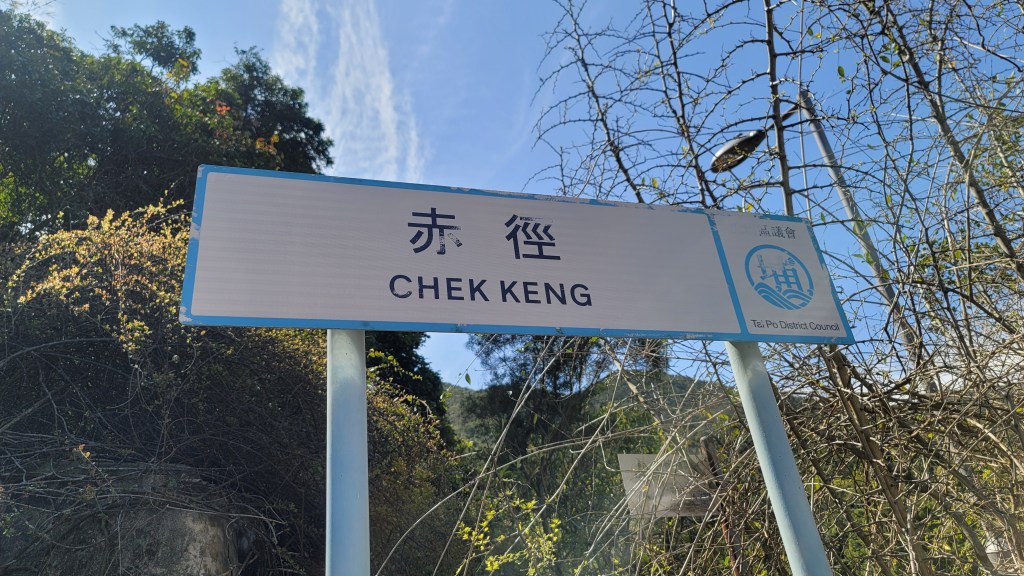 赤徑
CHEK KENG
區議會
Tai Po District Council